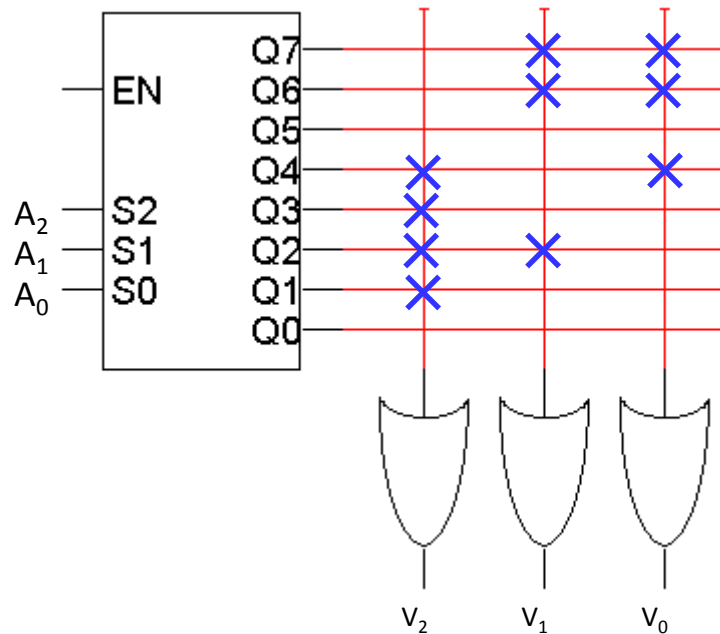 Q7
EN Q6
Q5
Q4
A₂ S2 Q3
A₁ S1 Q2
A₀ S0 Q1
Q0
V₂ V₁ V₀